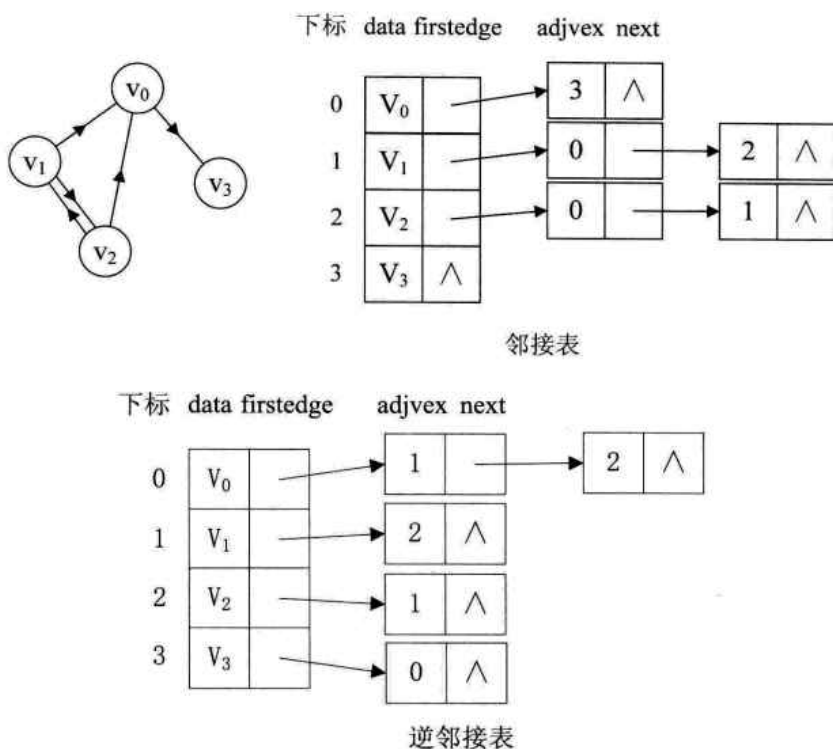 下标 data firstedge adjvex next
v₀
v₁
v₂
v₃
0 V₀ 3 ∧
1 V₁ 0 2 ∧
2 V₂ 0 1 ∧
3 V₃ ∧
邻接表
下标 data firstedge adjvex next
0 V₀ 1 2 ∧
1 V₁ 2 ∧
2 V₂ 1 ∧
3 V₃ 0 ∧
逆邻接表